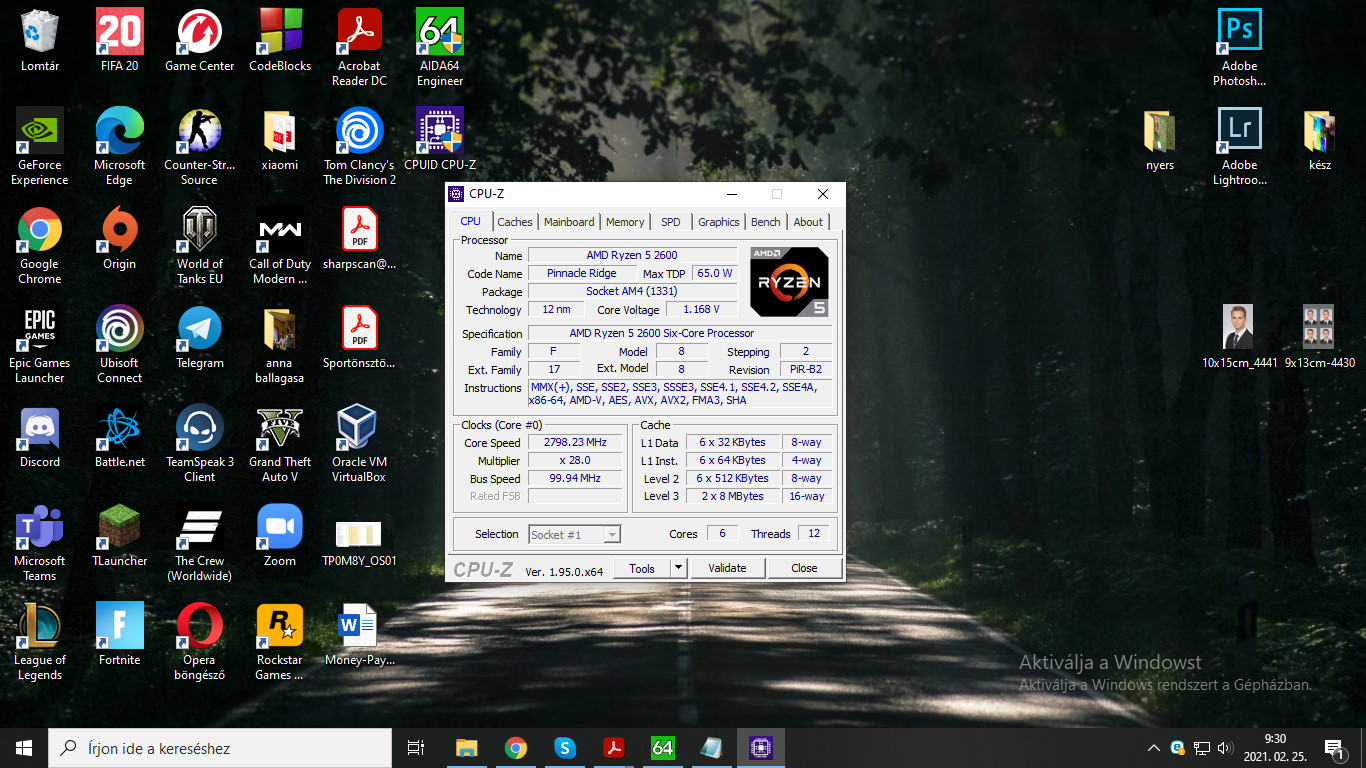 Lomtár
FIFA 20
Game Center
CodeBlocks
Acrobat
Reader DC
AIDA64
Engineer
Adobe
Photosh...
GeForce
Experience
Microsoft
Edge
Counter-Str...
Source
xiaomi
Tom Clancy's
The Division 2
CPUID CPU-Z
nyers
Adobe
Lightroo...
kész
Google
Chrome
Origin
World of
Tanks EU
Call of Duty
Modern ...
sharpscan@...
Epic Games
Launcher
Ubisoft
Connect
Telegram
anna
ballagasa
Sportönsztö...
10x15cm_4441
9x13cm-4430
Discord
Battle.net
TeamSpeak 3
Client
Grand Theft
Auto V
Oracle VM
VirtualBox
Microsoft
Teams
TLauncher
The Crew
(Worldwide)
Zoom
TP0M8Y_OS01
League of
Legends
Fortnite
Opera
böngésző
Rockstar
Games ...
Money-Pay...
CPU-Z
CPU Caches Mainboard Memory SPD Graphics Bench About
Processor
Name AMD Ryzen 5 2600
Code Name Pinnacle Ridge Max TDP 65.0 W
Package Socket AM4 (1331)
Technology 12 nm Core Voltage 1.168 V
AMD
RYZEN
5
Specification AMD Ryzen 5 2600 Six-Core Processor
Family F Model 8 Stepping 2
Ext. Family 17 Ext. Model 8 Revision PiR-B2
Instructions MMX(+), SSE, SSE2, SSE3, SSSE3, SSE4.1, SSE4.2, SSE4A,
x86-64, AMD-V, AES, AVX, AVX2, FMA3, SHA
Clocks (Core #0)
Core Speed 2798.23 MHz
Multiplier x 28.0
Bus Speed 99.94 MHz
Rated FSB
Cache
L1 Data 6 x 32 KBytes 8-way
L1 Inst. 6 x 64 KBytes 4-way
Level 2 6 x 512 KBytes 8-way
Level 3 2 x 8 MBytes 16-way
Selection Socket #1 Cores 6 Threads 12
CPU-Z Ver. 1.95.0.x64 Tools Validate Close
Aktiválja a Windowst
Aktiválja a Windows rendszert a Gépházban.
Írjon ide a kereséshez
64
9:30
2021. 02. 25.
1
20
64
Ps
Lr
MW
PDF
EPIC
GAMES
PDF
V
T
F
R
W